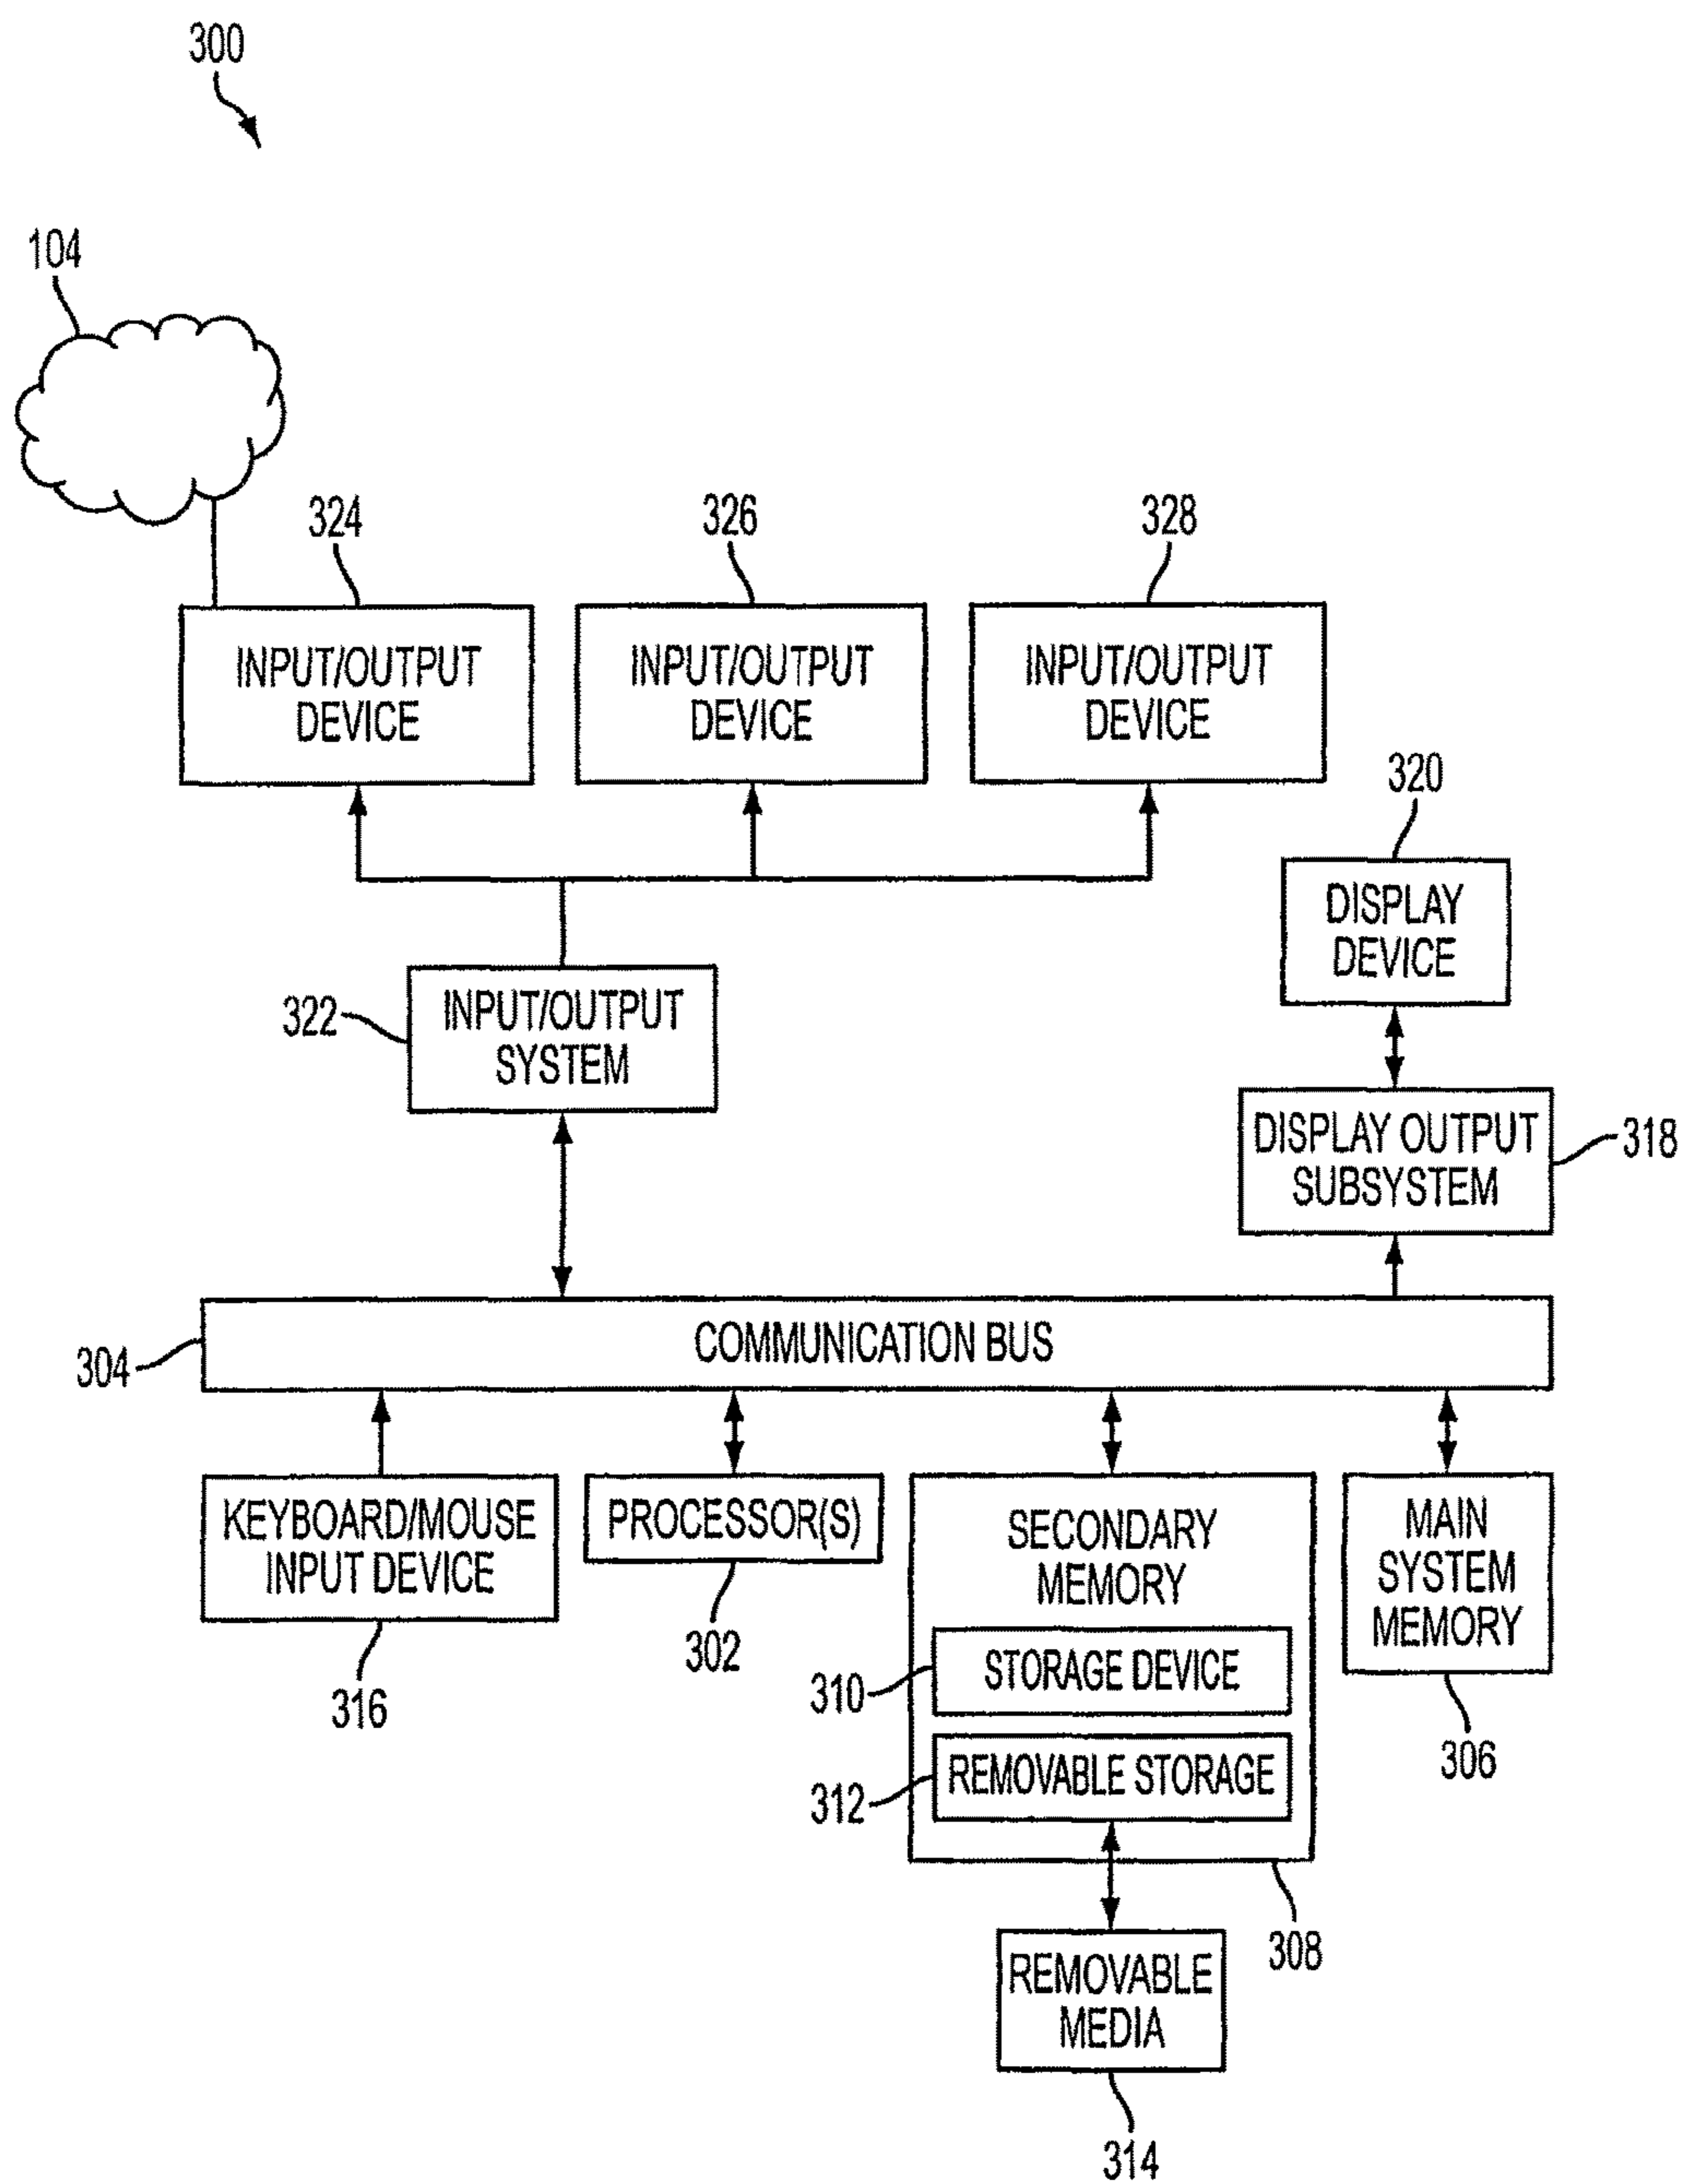 300
104
324
326
328
INPUT/OUTPUT
DEVICE
INPUT/OUTPUT
DEVICE
INPUT/OUTPUT
DEVICE
320
DISPLAY
DEVICE
322
INPUT/OUTPUT
SYSTEM
DISPLAY OUTPUT
SUBSYSTEM
318
COMMUNICATION BUS
304
KEYBOARD/MOUSE
INPUT DEVICE
316
PROCESSOR(S)
302
SECONDARY
MEMORY
310
STORAGE DEVICE
312
REMOVABLE STORAGE
308
MAIN
SYSTEM
MEMORY
306
REMOVABLE
MEDIA
314